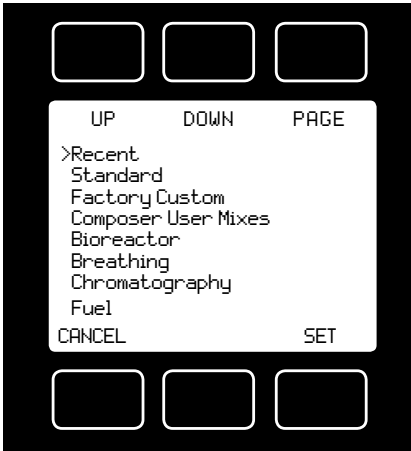 UP DOWN PAGE
>Recent
Standard
Factory Custom
Composer User Mixes
Bioreactor
Breathing
Chromatography
Fuel
CANCEL SET